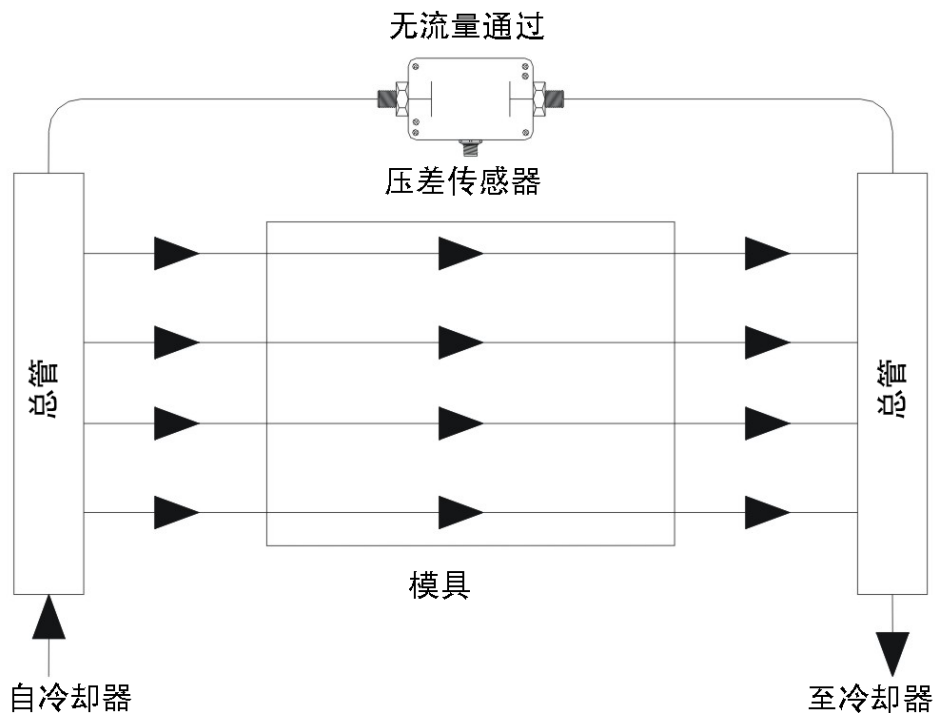 无流量通过
压差传感器
总管
总管
模具
自冷却器
至冷却器